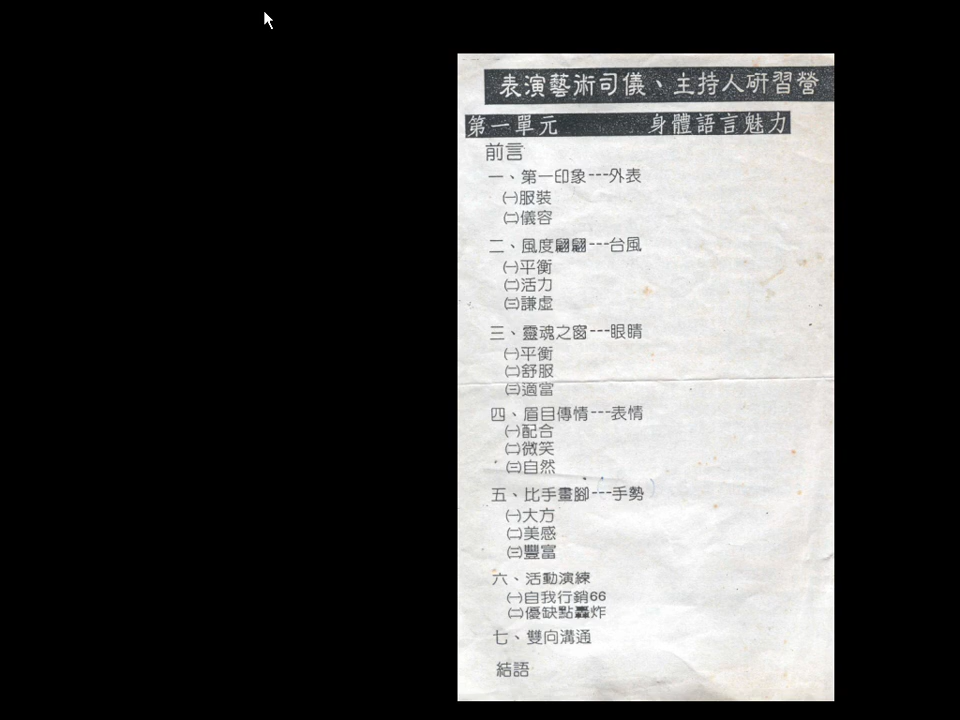 表演藝術司儀、主持人研習營
第一單元 身體語言魅力
前言
一、第一印象---外表
㈠服裝
㈡儀容
二、風度翩翩---台風
㈠平衡
㈡活力
㈢謙虛
三、靈魂之窗---眼睛
㈠平衡
㈡舒服
㈢適當
四、眉目傳情---表情
㈠配合
㈡微笑
㈢自然
五、比手畫腳---手勢
㈠大方
㈡美感
㈢豐富
六、活動演練
㈠自我行銷66
㈡優缺點轟炸
七、雙向溝通
結語